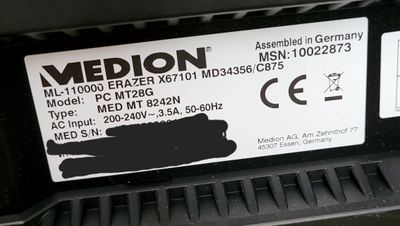 MEDION®
Assembled in Germany
MSN: 10022873
ML-110000 ERAZER X67101 MD34356/C875
Model: PC MT28G
Type: MED MT 8242N
AC Input: 200-240V~,3.5A, 50-60Hz
MED S/N:
CE
Medion AG, Am Zehnthof 77
45307 Essen, Germany